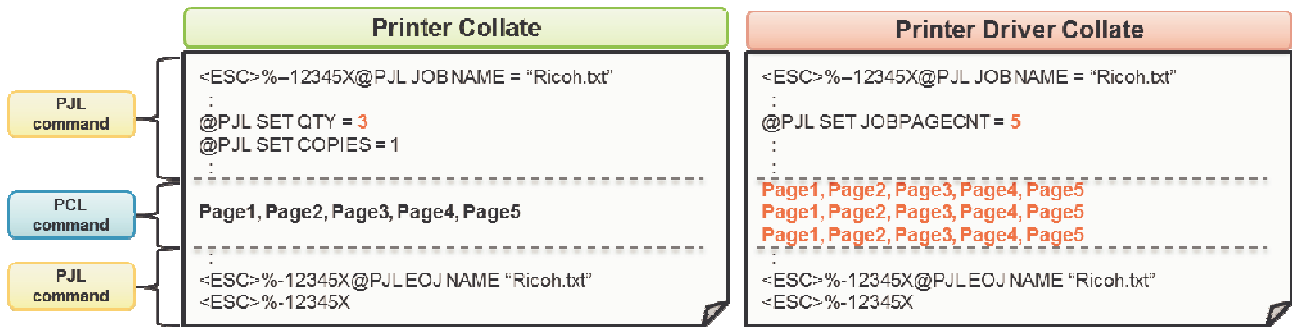 Printer Collate
<ESC>%–12345X@PJL JOB NAME = “Ricoh.txt”
:
@PJL SET QTY = 3
@PJL SET COPIES = 1
:
Page1, Page2, Page3, Page4, Page5
:
<ESC>%-12345X@PJL EOJ NAME “Ricoh.txt”
<ESC>%-12345X
Printer Driver Collate
<ESC>%–12345X@PJL JOB NAME = “Ricoh.txt”
:
@PJL SET JOBPAGECNT = 5
:
:
Page1, Page2, Page3, Page4, Page5
Page1, Page2, Page3, Page4, Page5
Page1, Page2, Page3, Page4, Page5
:
<ESC>%-12345X@PJL EOJ NAME “Ricoh.txt”
<ESC>%-12345X
PJL
command
PCL
command
PJL
command